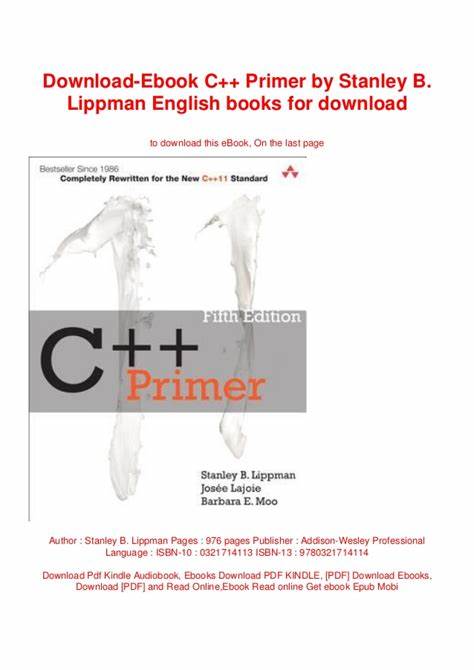 Download-Ebook C++ Primer by Stanley B.
Lippman English books for download
to download this eBook, On the last page
Bestseller Since 1986
Completely Rewritten for the New C++11 Standard
Fifth Edition
C++
Primer
Stanley B. Lippman
Josée Lajoie
Barbara E. Moo
Author : Stanley B. Lippman Pages : 976 pages Publisher : Addison-Wesley Professional
Language : ISBN-10 : 0321714113 ISBN-13 : 9780321714114
Download Pdf Kindle Audiobook, Ebooks Download PDF KINDLE, [PDF] Download Ebooks,
Download [PDF] and Read Online,Ebook Read online Get ebook Epub Mobi